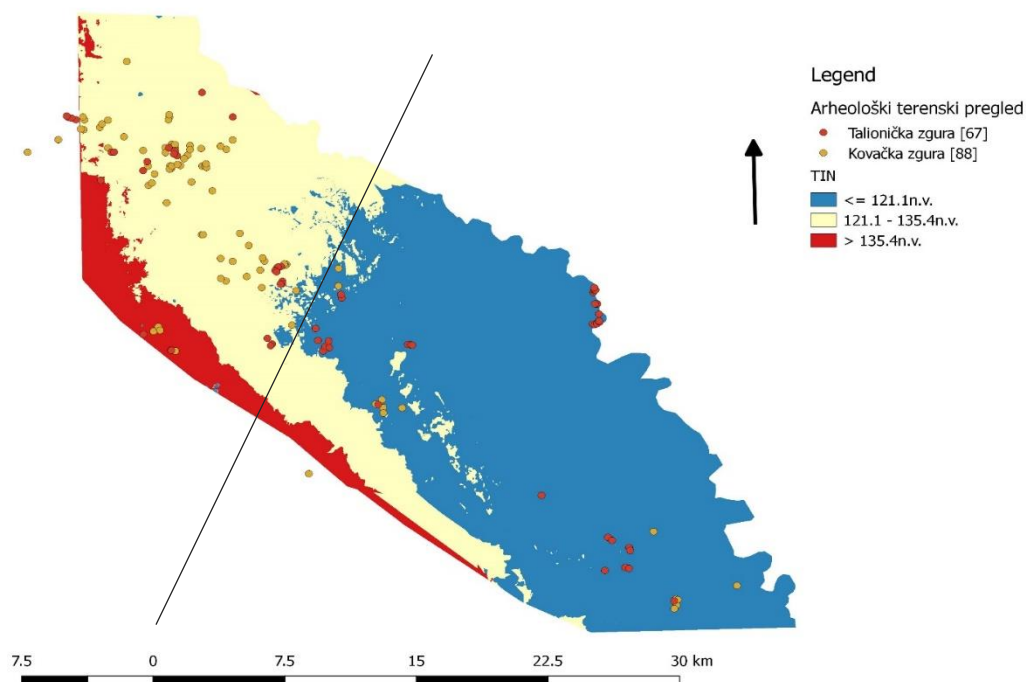 Legend
Arheološki terenski pregled
Talionička zgura [67]
Kovačka zgura [88]
TIN
<= 121.1n.v.
121.1 - 135.4n.v.
> 135.4n.v.
7.5 0 7.5 15 22.5 30 km